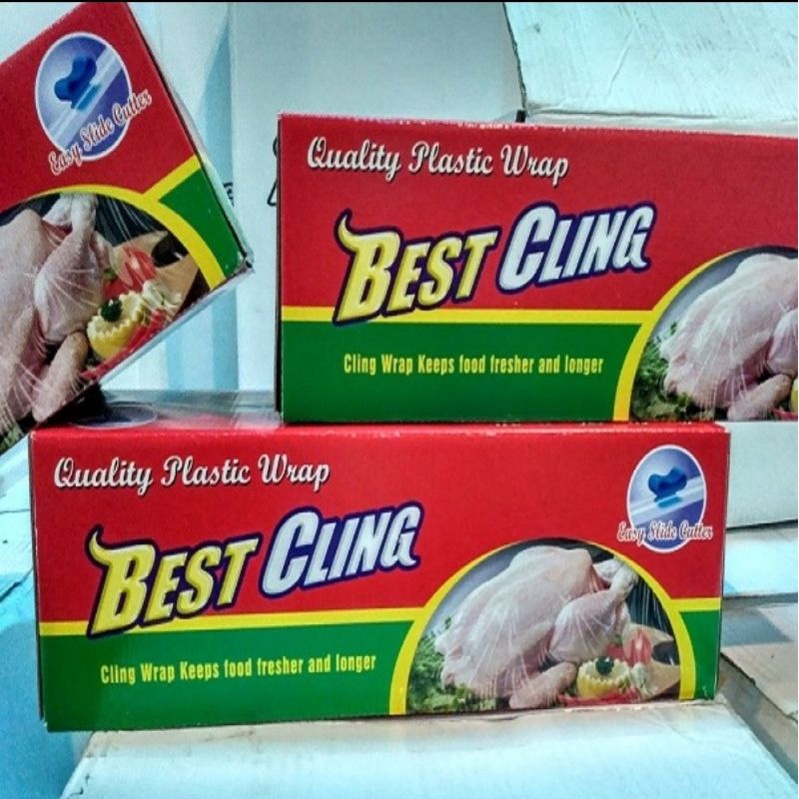 Easy Slide Cutter
Quality Plastic Wrap
BEST CLING
Cling Wrap Keeps food fresher and longer
Quality Plastic Wrap
BEST CLING
Cling Wrap Keeps food fresher and longer
Easy Slide Cutter